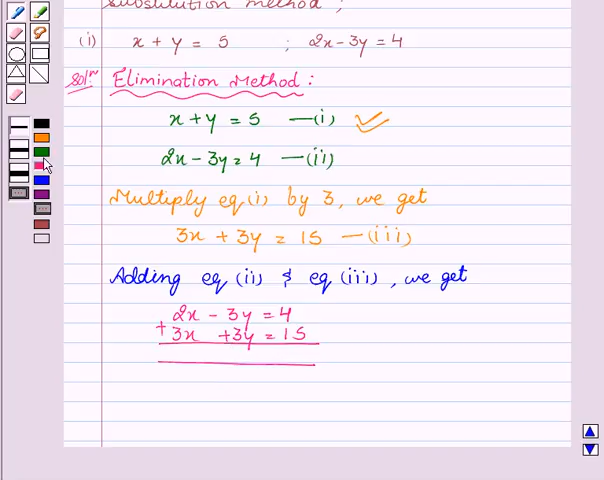 substitution method ;
(i) x + y = 5 ; 2x - 3y = 4
Solⁿ Elimination Method :
x + y = 5 —(i)
2x - 3y = 4 —(ii)
Multiply eq(i) by 3, we get
3x + 3y = 15 —(iii)
Adding eq (ii) & eq (iii), we get
2x - 3y = 4
+ 3x + 3y = 15